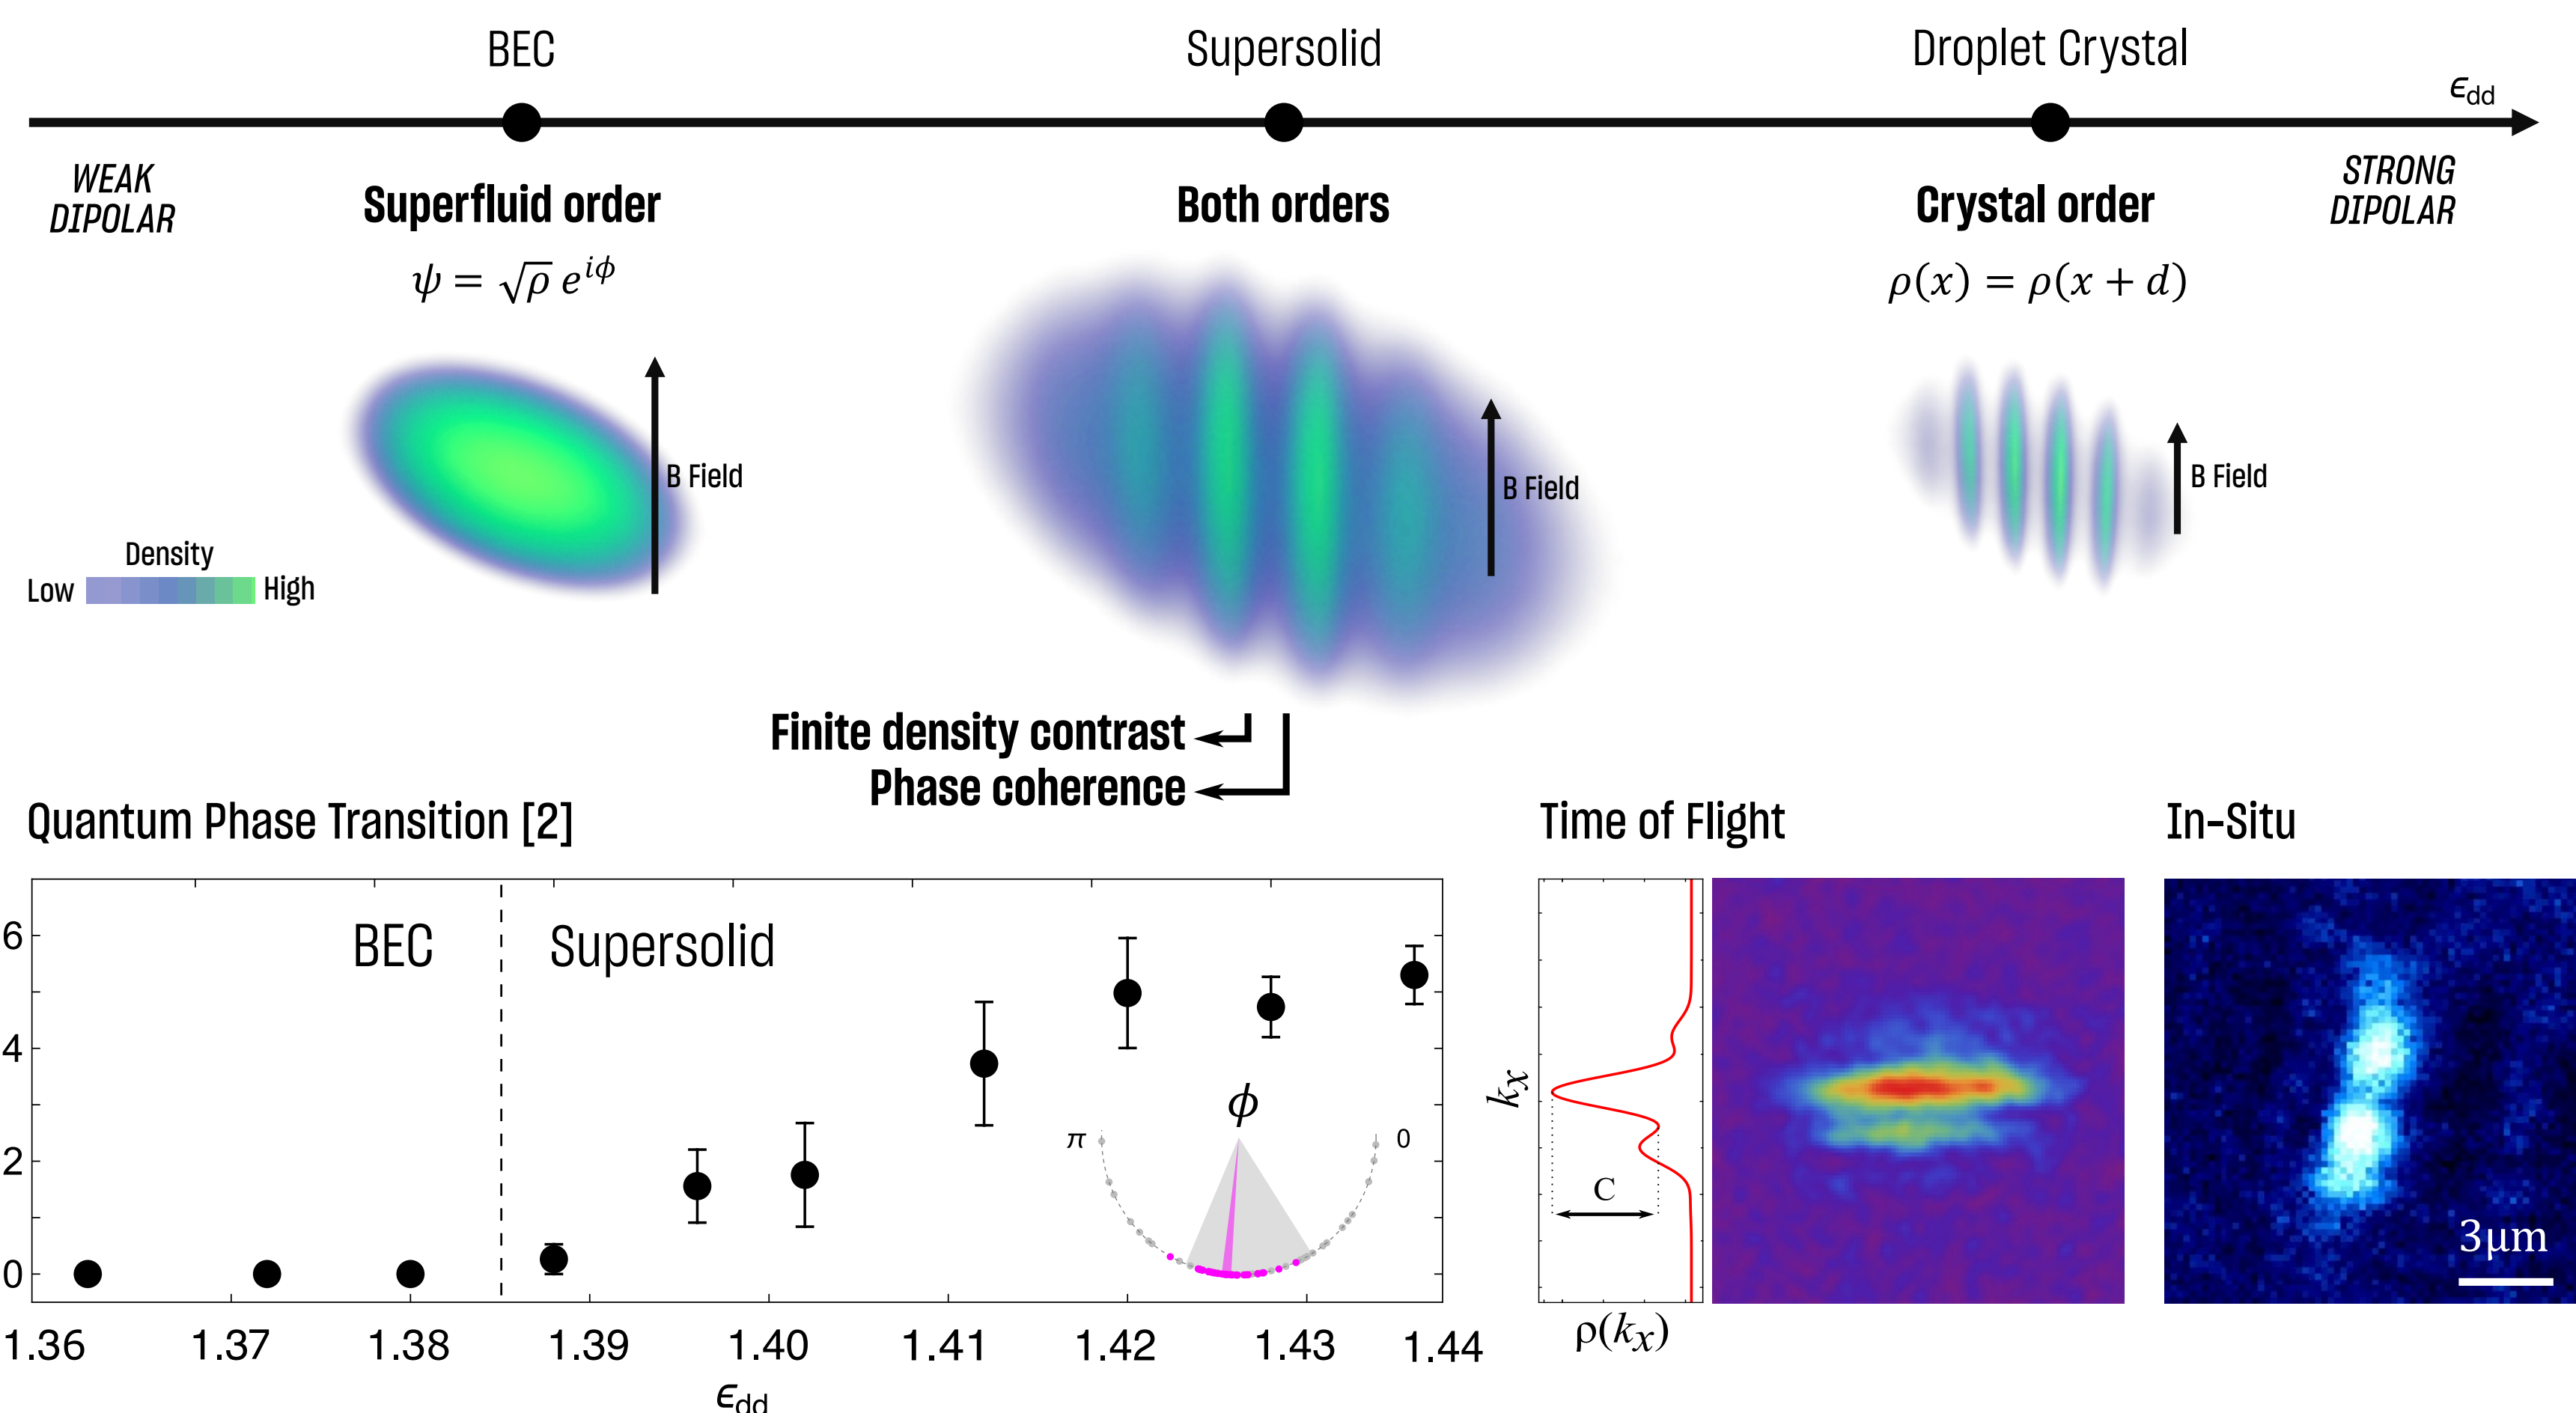 BEC
Supersolid
Droplet Crystal
ϵdd
WEAK
DIPOLAR
STRONG
DIPOLAR
Superfluid order
Both orders
Crystal order
ψ = √ρ e^{iϕ}
ρ(x) = ρ(x + d)
B Field
B Field
B Field
Density
Low
High
Finite density contrast
Phase coherence
Quantum Phase Transition [2]
Time of Flight
In-Situ
BEC
Supersolid
6
4
2
0
ϕ
π
0
1.36
1.37
1.38
1.39
1.40
1.41
1.42
1.43
1.44
ϵdd
kx
C
ρ(kx)
3μm